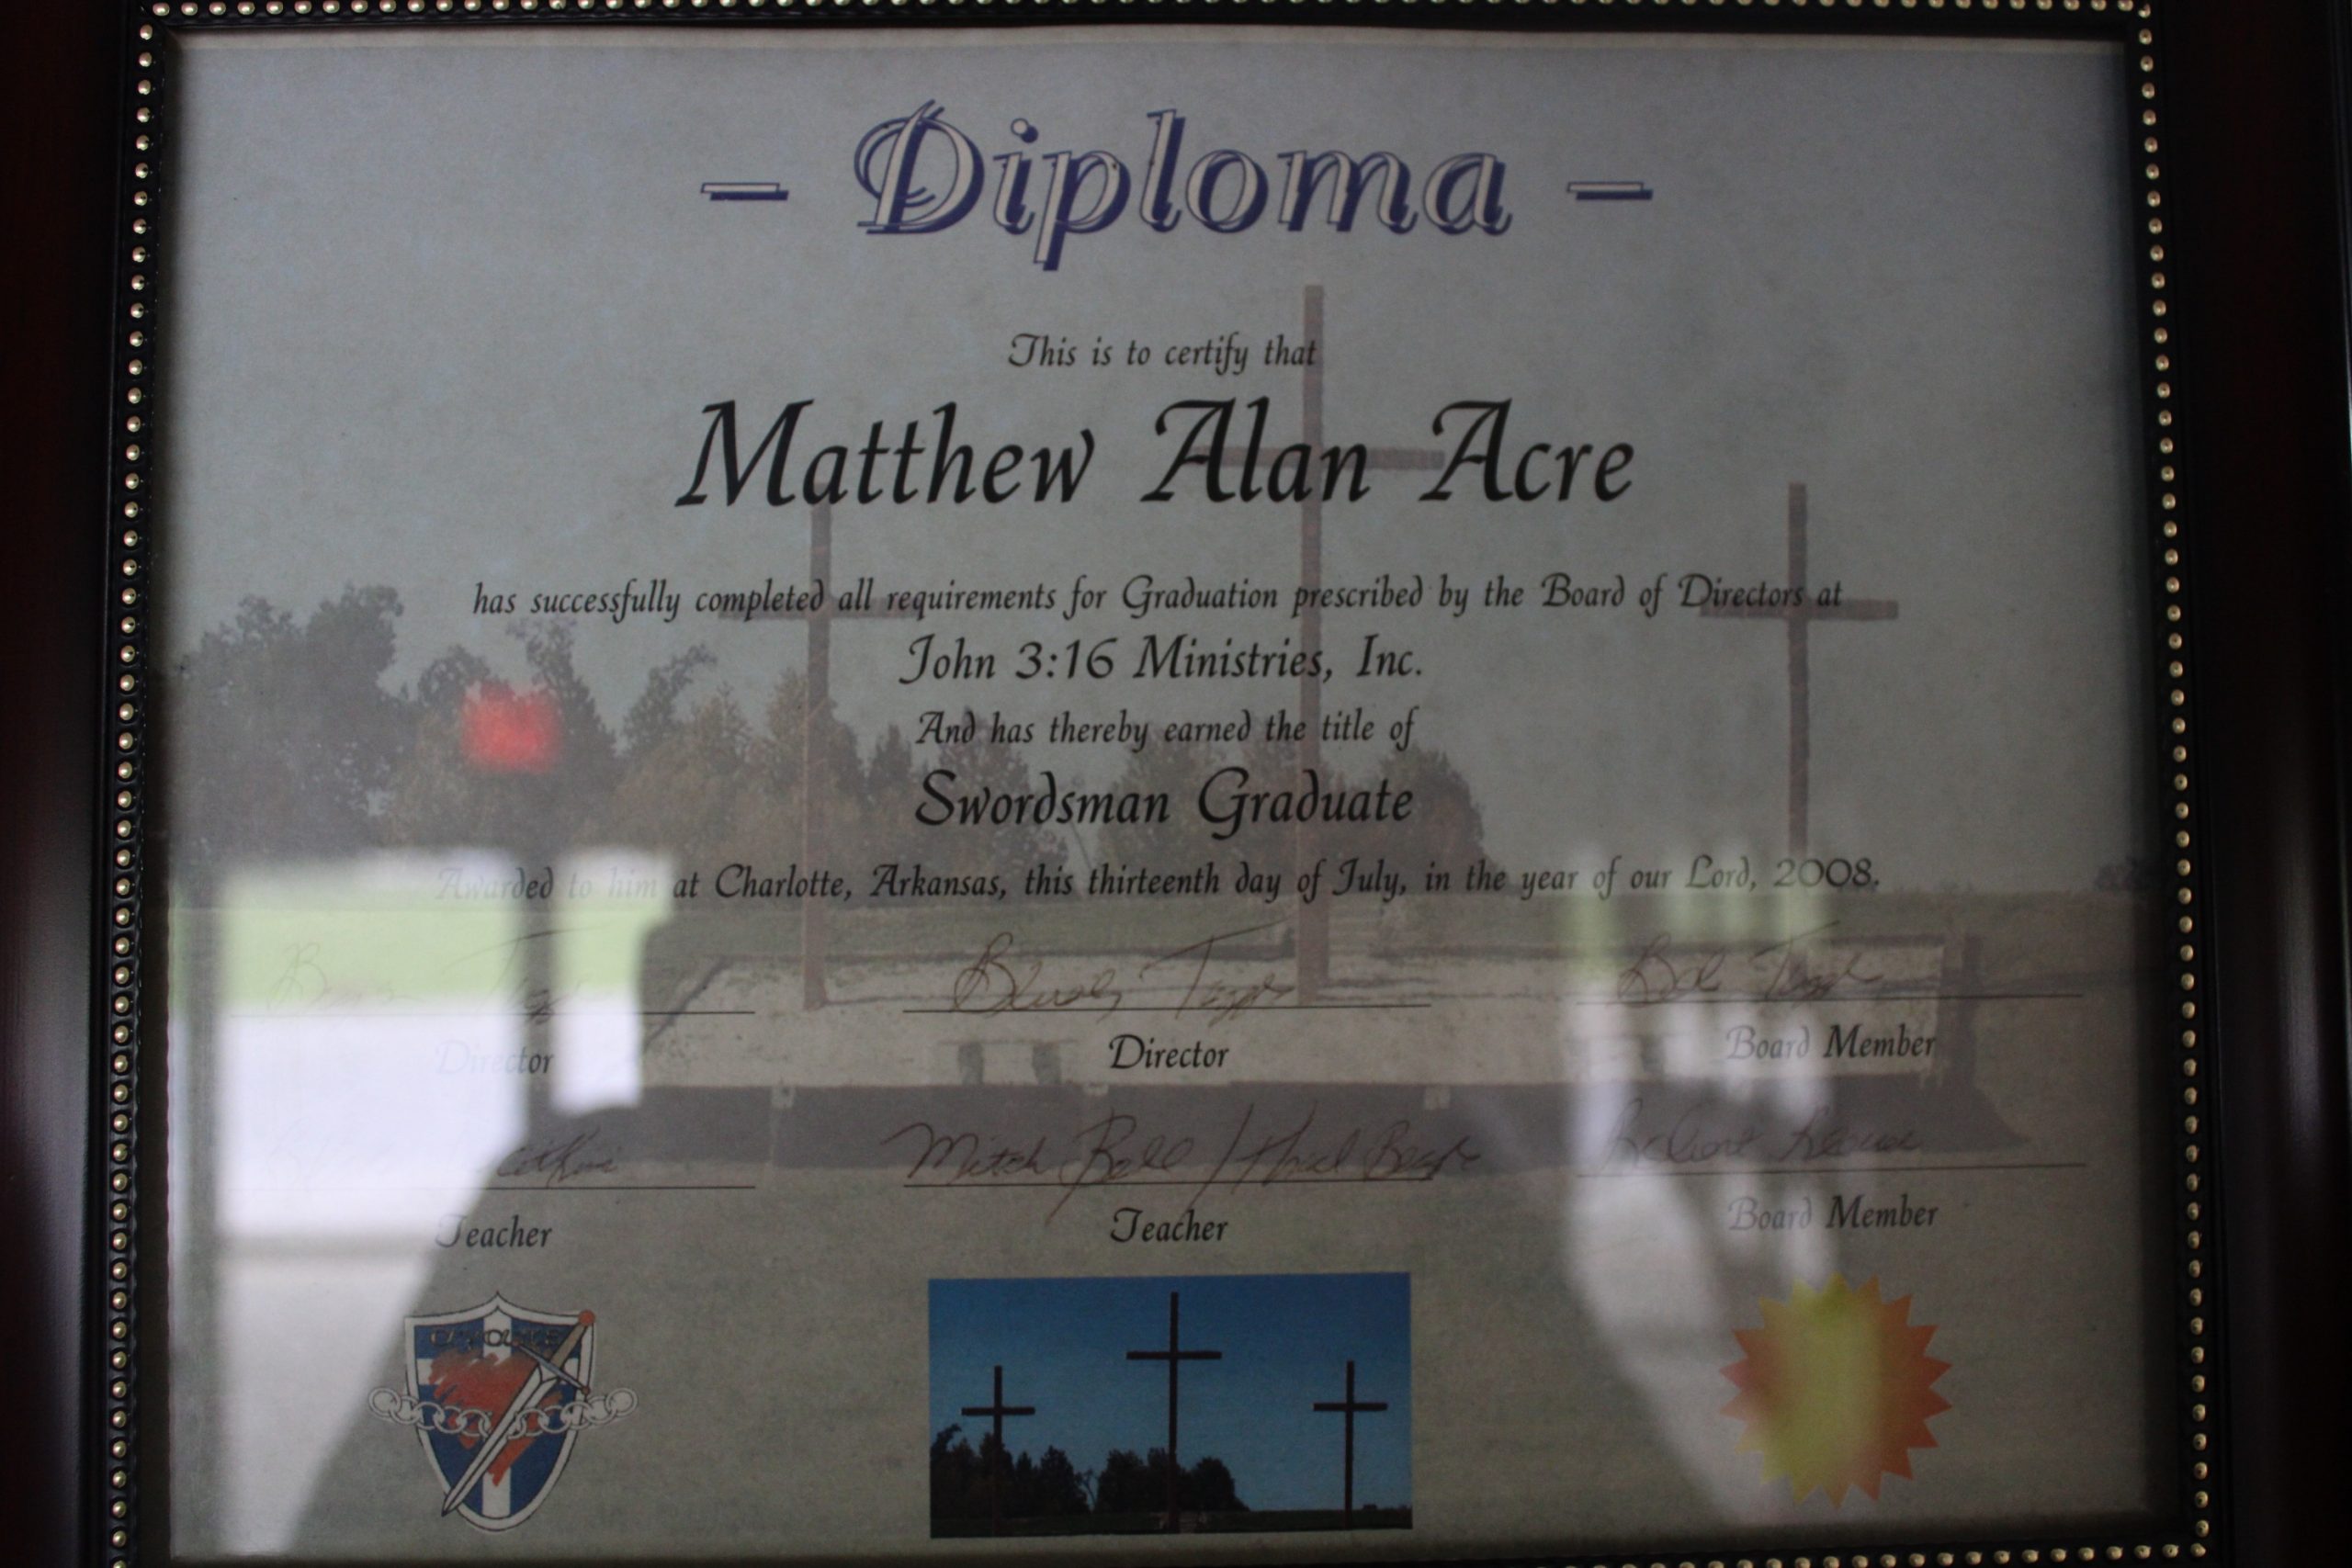 – Diploma –
This is to certify that
Matthew Alan Acre
has successfully completed all requirements for Graduation prescribed by the Board of Directors at
John 3:16 Ministries, Inc.
And has thereby earned the title of
Swordsman Graduate
Awarded to him at Charlotte, Arkansas, this thirteenth day of July, in the year of our Lord, 2008.
Director Director Board Member
Mitch
Teacher Teacher Board Member